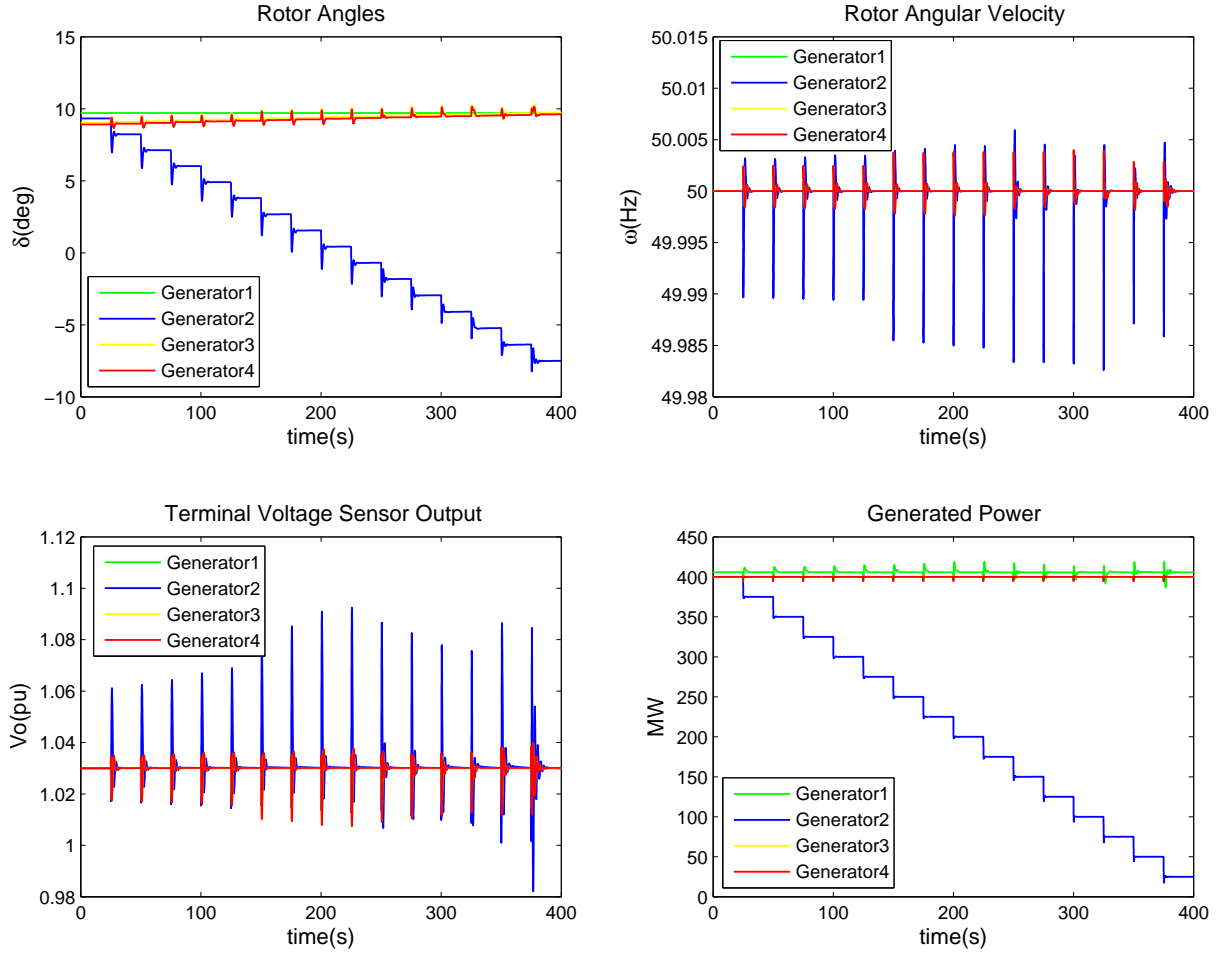 Rotor Angles
15
10
5
0
−5
−10
δ(deg)
Generator1
Generator2
Generator3
Generator4
0 100 200 300 400
time(s)
Rotor Angular Velocity
50.015
50.01
50.005
50
49.995
49.99
49.985
49.98
ω(Hz)
Generator1
Generator2
Generator3
Generator4
0 100 200 300 400
time(s)
Terminal Voltage Sensor Output
1.12
1.1
1.08
1.06
1.04
1.02
1
0.98
Vo(pu)
Generator1
Generator2
Generator3
Generator4
0 100 200 300 400
time(s)
Generated Power
450
400
350
300
250
200
150
100
50
0
MW
Generator1
Generator2
Generator3
Generator4
0 100 200 300 400
time(s)